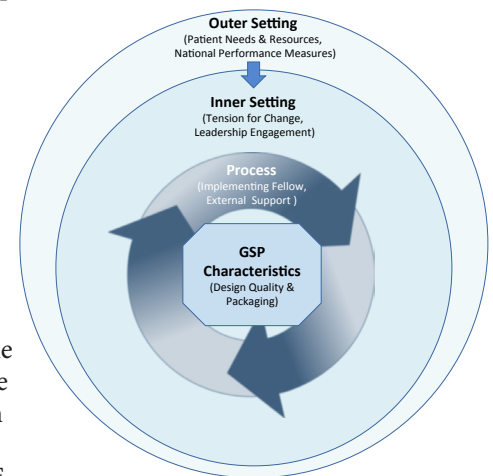 Outer Setting
(Patient Needs & Resources,
National Performance Measures)
Inner Setting
(Tension for Change,
Leadership Engagement)
Process
(Implementing Fellow,
External Support )
GSP
Characteristics
(Design Quality &
Packaging)